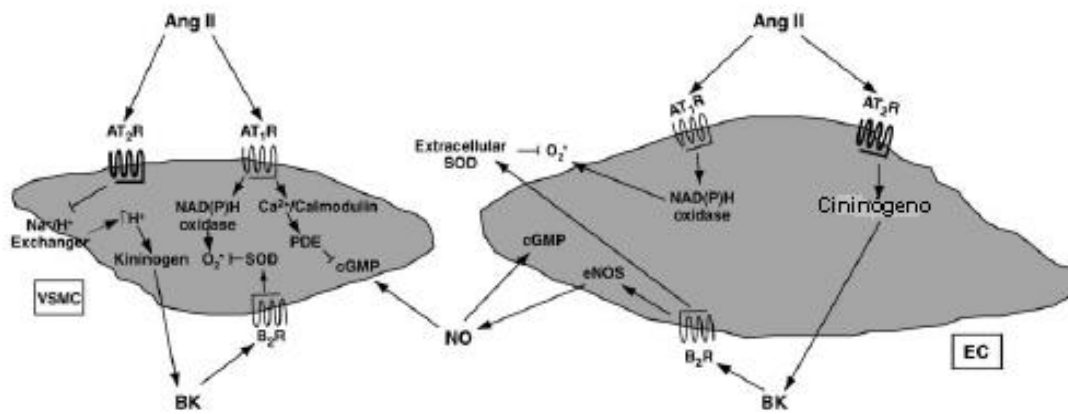 Ang II
AT₂R
AT₁R
Na⁺/H⁺
Exchanger
↑H⁺
Kininogen
NAD(P)H
oxidase
O₂⁻
SOD
Ca²⁺/Calmodulin
PDE
cGMP
VSMC
B₂R
BK
NO
Ang II
AT₁R
AT₂R
Extracellular
SOD
O₂⁻
NAD(P)H
oxidase
Cininogeno
cGMP
eNOS
B₂R
EC
BK